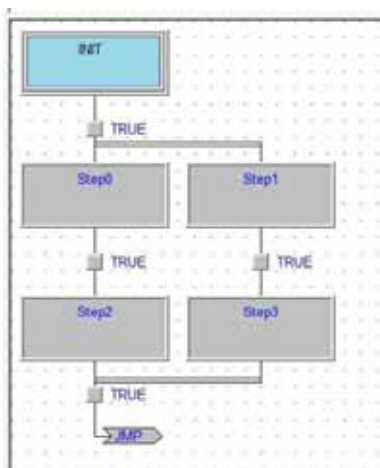 INIT
TRUE
Step0 Step1
TRUE TRUE
Step2 Step3
TRUE
JMP